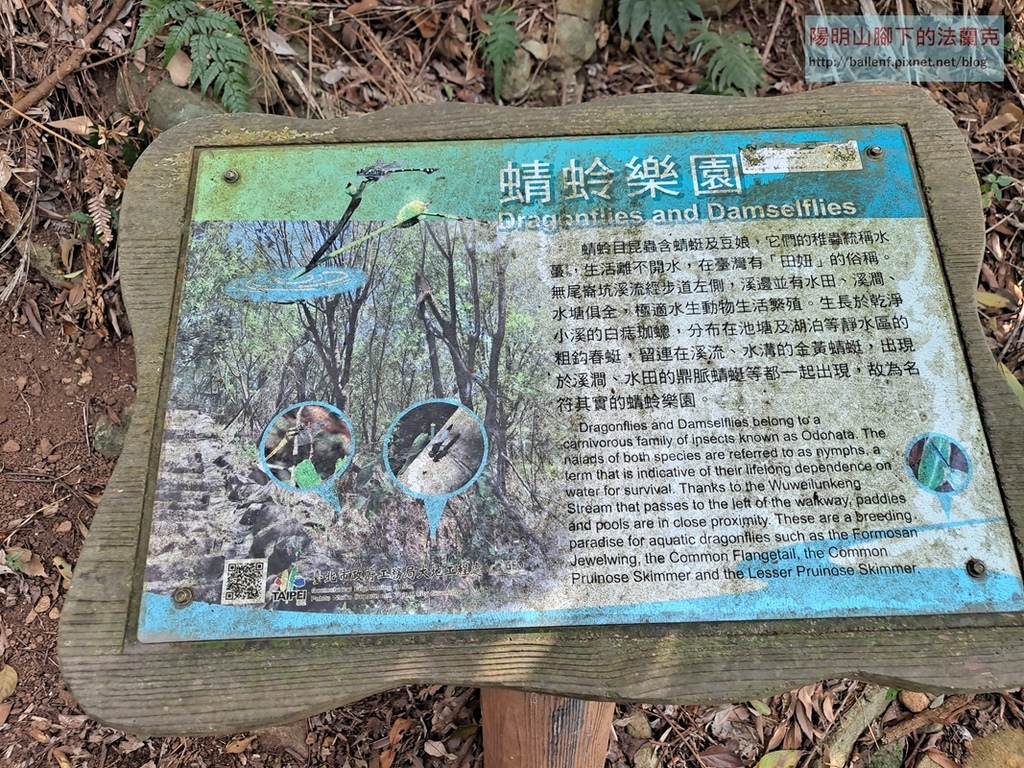 陽明山腳下的法蘭克
http://ballenf.pixnet.net/blog
蜻蛉樂園
Dragonflies and Damselflies
蜻蛉目昆蟲含蜻蜓及豆娘，它們的稚蟲統稱水
蠆，生活離不開水，在臺灣有「田妞」的俗稱。
無尾崙坑溪流經步道左側，溪邊並有水田、溪澗、
水塘俱全，極適水生動物生活繁殖。生長於乾淨
小溪的白痣珈蟌，分布在池塘及湖泊等靜水區的
粗鈎春蜓，留連在溪流、水溝的金黃蜻蜓，出現
於溪澗、水田的鼎脈蜻蜓等都一起出現，故為名
符其實的蜻蛉樂園。
Dragonflies and Damselflies belong to a
carnivorous family of insects known as Odohata. The
naiads of both species are referred to as nymphs, a
term that is indicative of their lifelong dependence on
water for survival. Thanks to the Wuweilunkeng
Stream that passes to the left of the walkway, paddies
and pools are in close proximity. These are a breeding
paradise for aquatic dragonflies such as the Formosan
Jewelwing, the Common Flangetail, the Common
Pruinose Skimmer and the Lesser Pruinose Skimmer.
TAIPEI
臺北市政府工務局大地工程